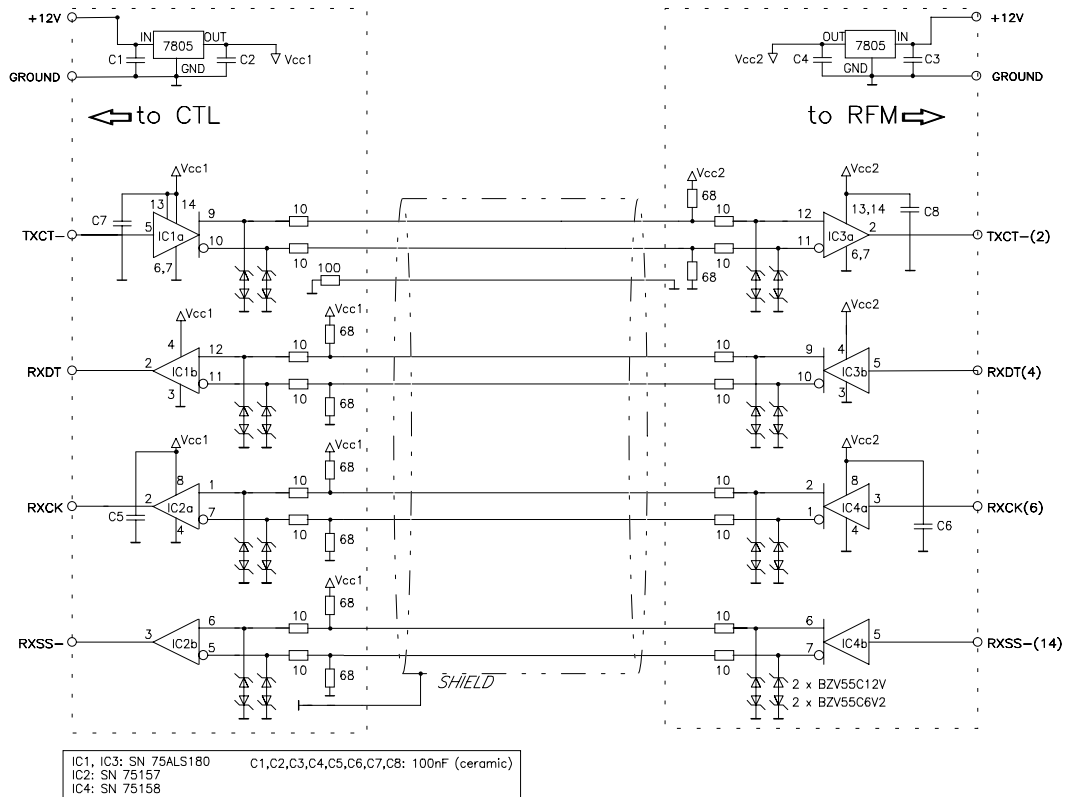 +12V IN OUT 7805 C1 C2 GND Vcc1
GROUND
+12V OUT IN 7805 C4 C3 GND Vcc2
GROUND
to CTL
to RFM
Vcc1
13 14
C7
TXCT- 5 IC1a 9 10
6,7
10
10
100
Vcc2
68
10
10
68
Vcc2
13,14
C8
12
11 IC3a 2 TXCT-(2)
6,7
Vcc1
4
RXDT 2 IC1b 12
11
3
10
10
Vcc1
68
68
10
10
Vcc2
4
9
10 IC3b 5 RXDT(4)
3
Vcc1
8
RXCK 2 IC2a 1
7
C5 4
10
10
Vcc1
68
68
10
10
Vcc2
8
2
1 IC4a 3 RXCK(6)
4
C6
RXSS- 3 IC2b 6
5
10
10
Vcc1
68
68
10
10
6
7 IC4b 5 RXSS-(14)
SHIELD
2 x BZV55C12V
2 x BZV55C6V2
IC1, IC3: SN 75ALS180 C1,C2,C3,C4,C5,C6,C7,C8: 100nF (ceramic)
IC2: SN 75157
IC4: SN 75158